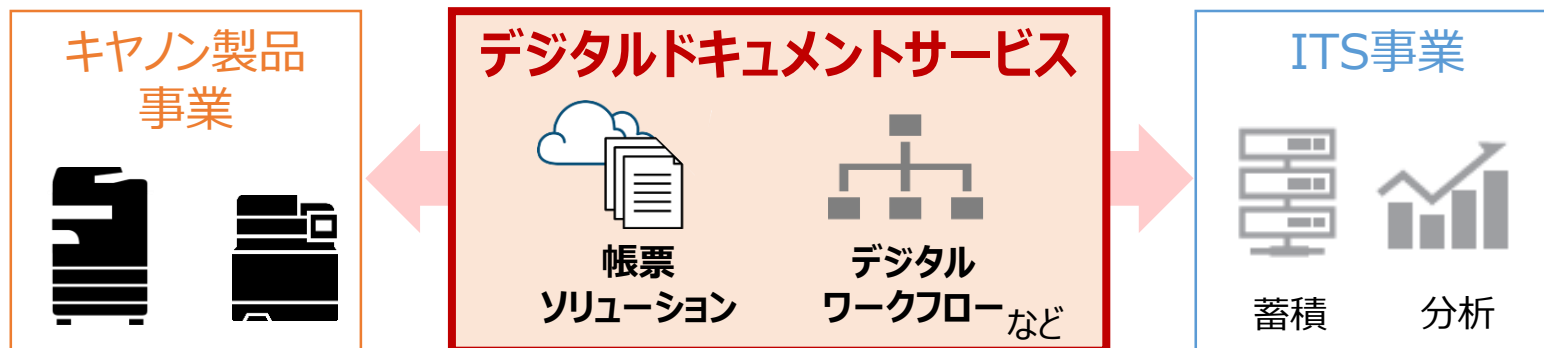 キヤノン製品
事業
デジタルドキュメントサービス
帳票
ソリューション
デジタル
ワークフロー など
ITS事業
蓄積
分析